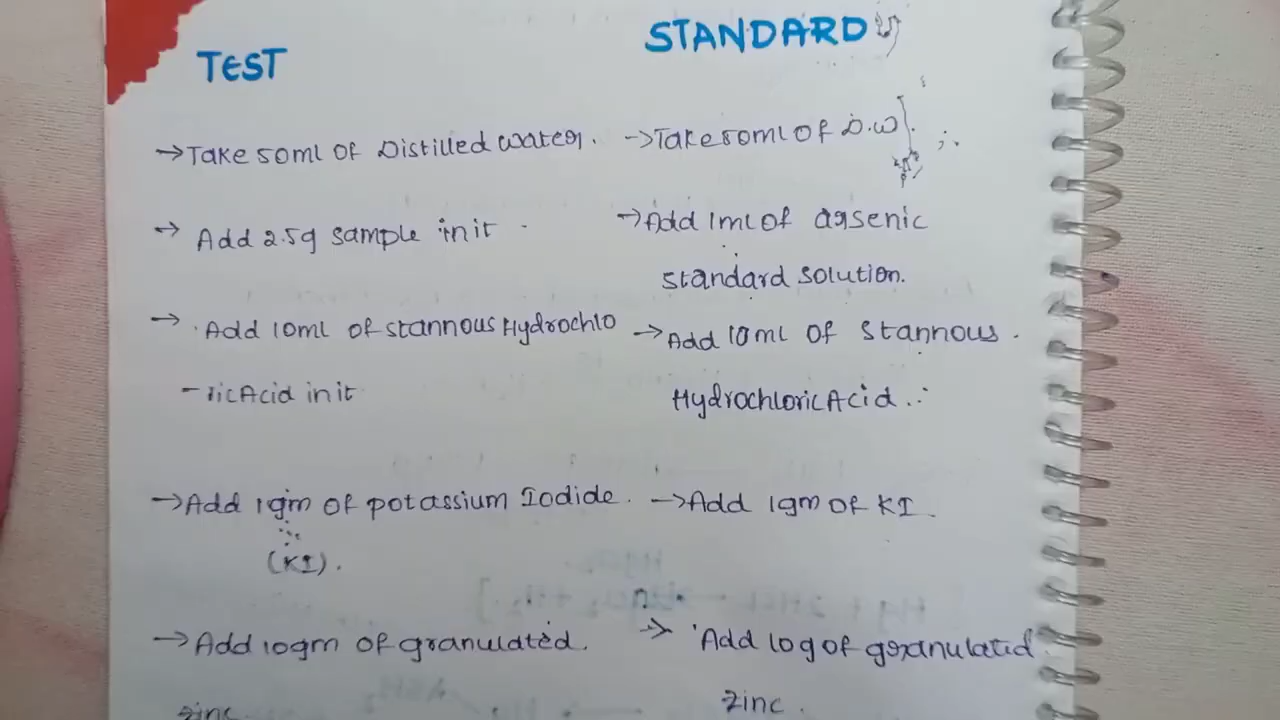 TEST
STANDARD
→Take 50ml OF Distilled water.
→Take 50ml OF D.W
→ Add 2.5g sample in it
→Add 1ml OF arsenic
standard solution.
→ Add 10ml OF stannous Hydrochlo
-ric Acid in it
→Add 10ml OF Stannous.
Hydrochloric Acid.
→Add 1gm OF potassium Iodide.
(KI).
→Add 1gm OF KI.
→Add 10gm OF granulated.
zinc
→ Add 10g of granulated
zinc.